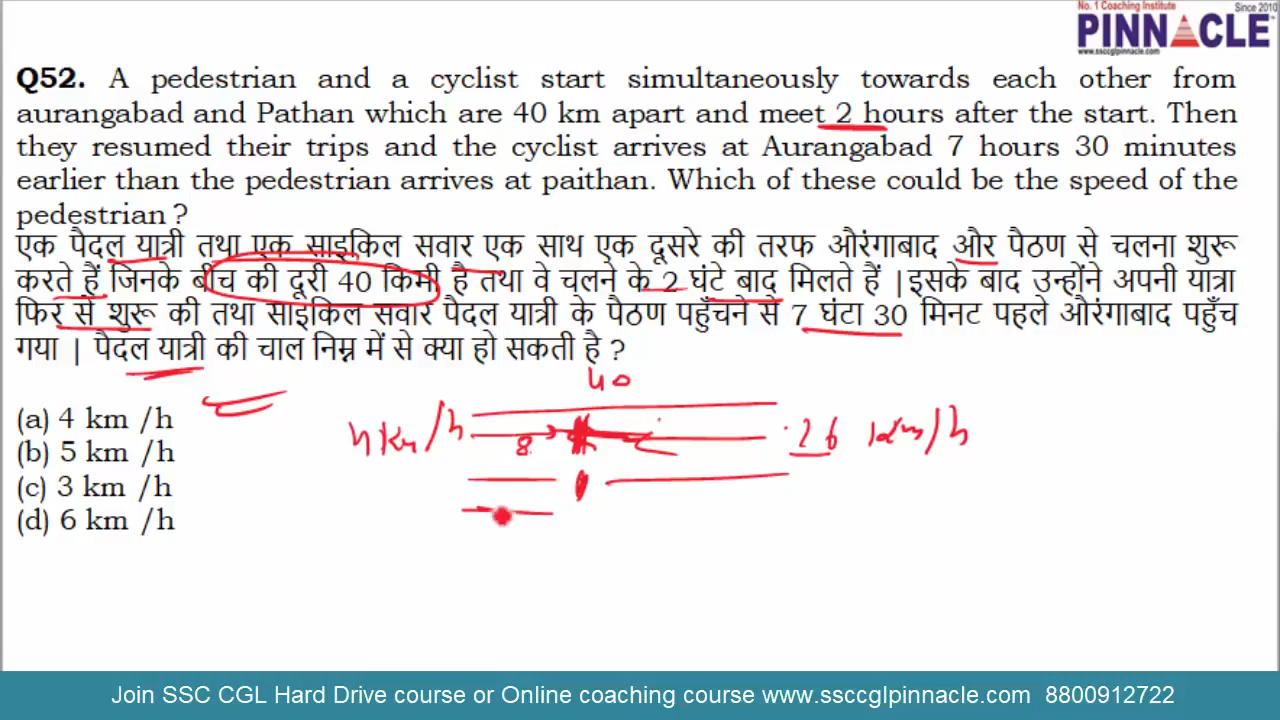 No. 1 Coaching Institute
Since 2010
PINNACLE
www.ssccglpinnacle.com
Q52. A pedestrian and a cyclist start simultaneously towards each other from
aurangabad and Pathan which are 40 km apart and meet 2 hours after the start. Then
they resumed their trips and the cyclist arrives at Aurangabad 7 hours 30 minutes
earlier than the pedestrian arrives at paithan. Which of these could be the speed of the
pedestrian ?
एक पैदल यात्री तथा एक साइकिल सवार एक साथ एक दूसरे की तरफ औरंगाबाद और पैठण से चलना शुरू
करते हैं जिनके बीच की दूरी 40 किमी है तथा वे चलने के 2 घंटे बाद मिलते हैं |इसके बाद उन्होंने अपनी यात्रा
फिर से शुरू की तथा साइकिल सवार पैदल यात्री के पैठण पहुँचने से 7 घंटा 30 मिनट पहले औरंगाबाद पहुँच
गया | पैदल यात्री की चाल निम्न में से क्या हो सकती है ?
40
(a) 4 km /h
4 km/h
8
26 km/h
(b) 5 km /h
(c) 3 km /h
(d) 6 km /h
Join SSC CGL Hard Drive course or Online coaching course www.ssccglpinnacle.com 8800912722